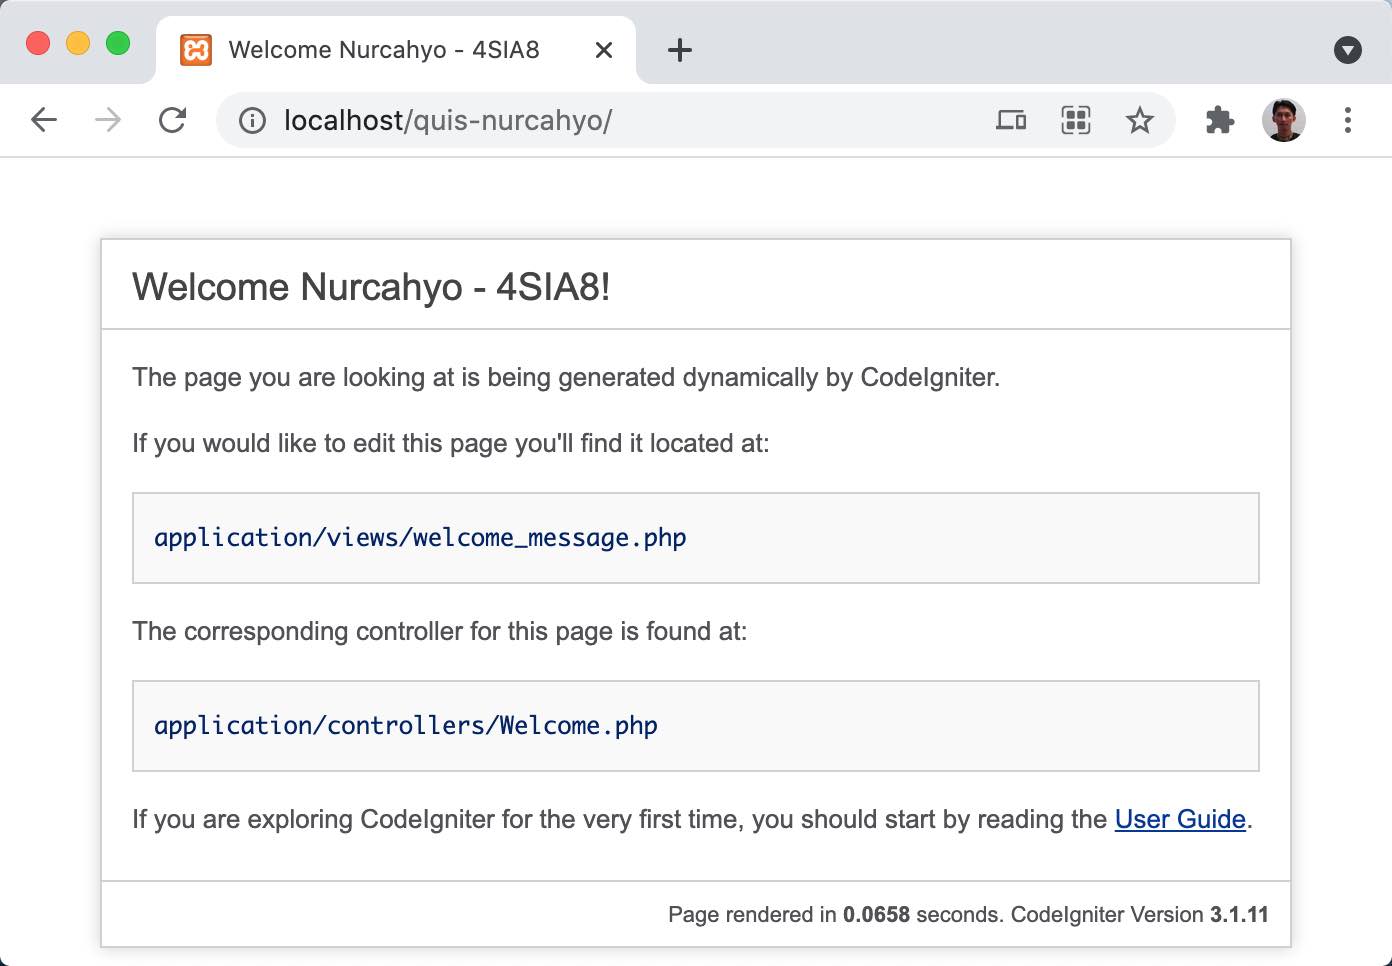 Welcome Nurcahyo - 4SIA8
localhost/quis-nurcahyo/
Welcome Nurcahyo - 4SIA8!
The page you are looking at is being generated dynamically by CodeIgniter.
If you would like to edit this page you'll find it located at:
application/views/welcome_message.php
The corresponding controller for this page is found at:
application/controllers/Welcome.php
If you are exploring CodeIgniter for the very first time, you should start by reading the User Guide.
Page rendered in 0.0658 seconds. CodeIgniter Version 3.1.11